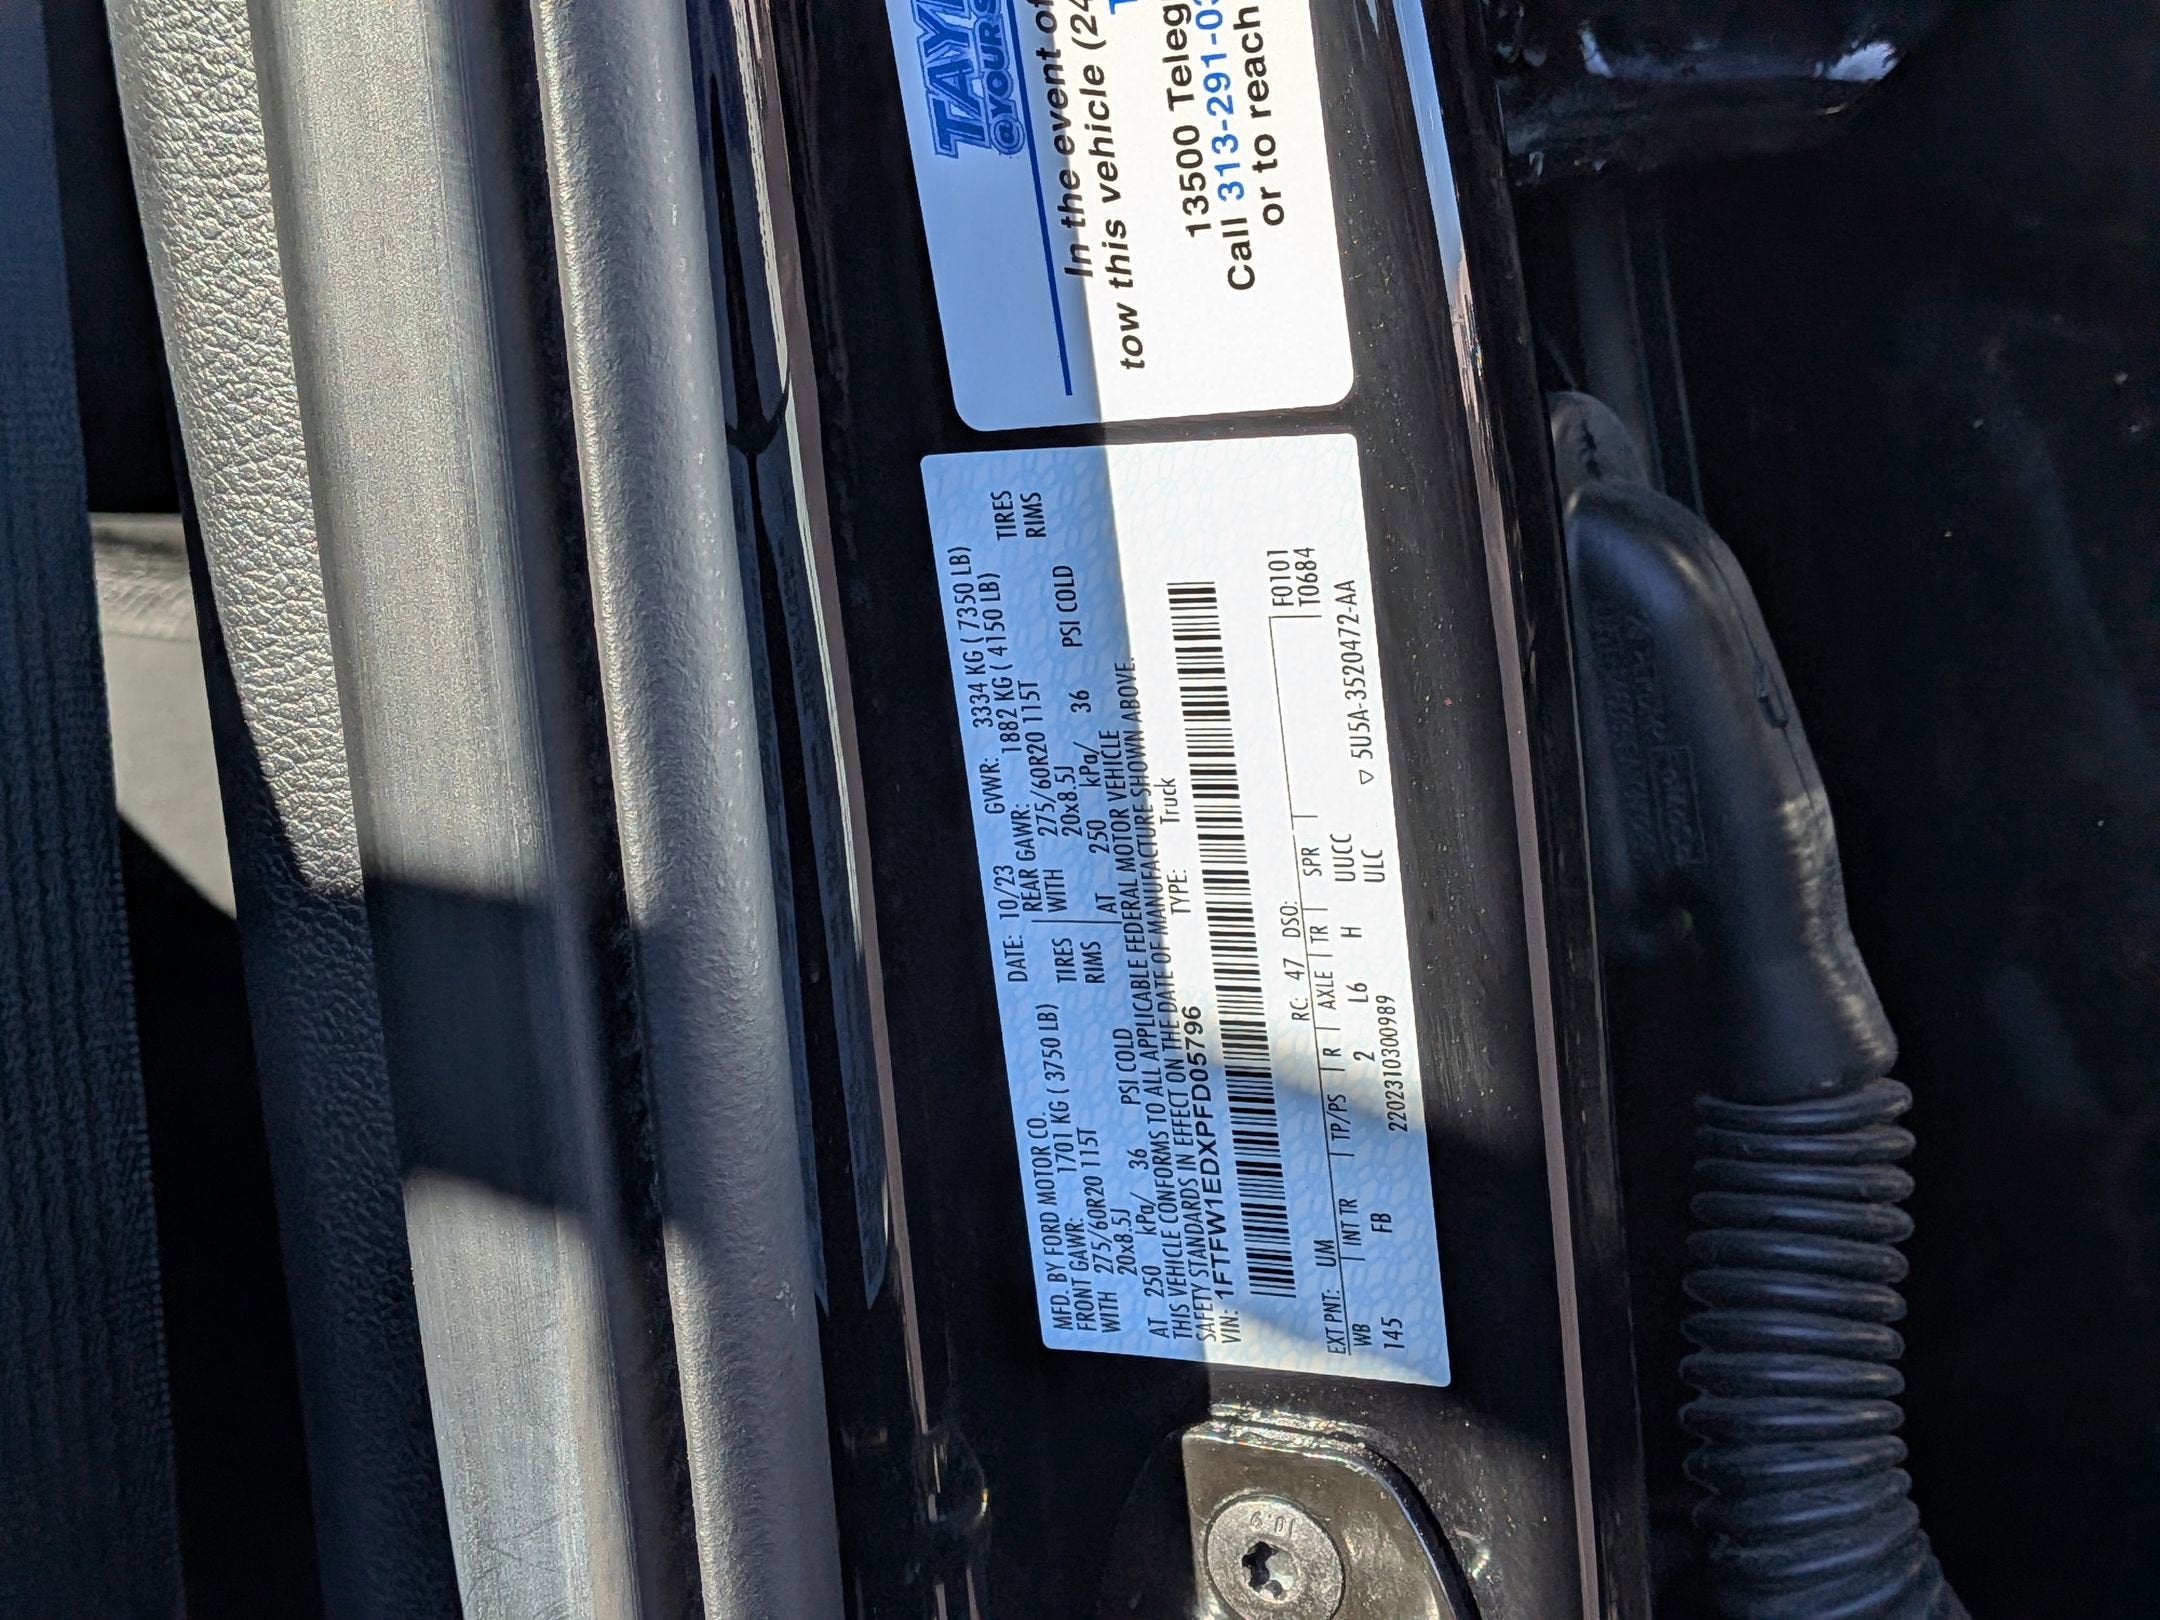 MFD. BY FORD MOTOR CO. DATE: 10/23 GVWR: 3334 KG ( 7350 LB)
FRONT GAWR: 1701 KG ( 3750 LB) REAR GAWR: 1882 KG ( 4150 LB)
WITH 275/60R20 115T TIRES WITH 275/60R20 115T TIRES
20x8.5J RIMS 20x8.5J RIMS
AT 250 kPa/ 36 PSI COLD AT 250 kPa/ 36 PSI COLD
THIS VEHICLE CONFORMS TO ALL APPLICABLE FEDERAL MOTOR VEHICLE
SAFETY STANDARDS IN EFFECT ON THE DATE OF MANUFACTURE SHOWN ABOVE.
VIN: 1FTFW1EDXPFD05796 TYPE: Truck
F0101
EXT PNT: UM RC: 47 DSO: T0684
WB INT TR TP/PS R AXLE TR SPR
145 FB 2 L6 H UUCC
2202310300989 ULC ▽ 5U5A-3520472-AA
TAYL
@YOURS
In the event of
tow this vehicle (24
13500 Teleg
Call 313-291-03
or to reach
10.9